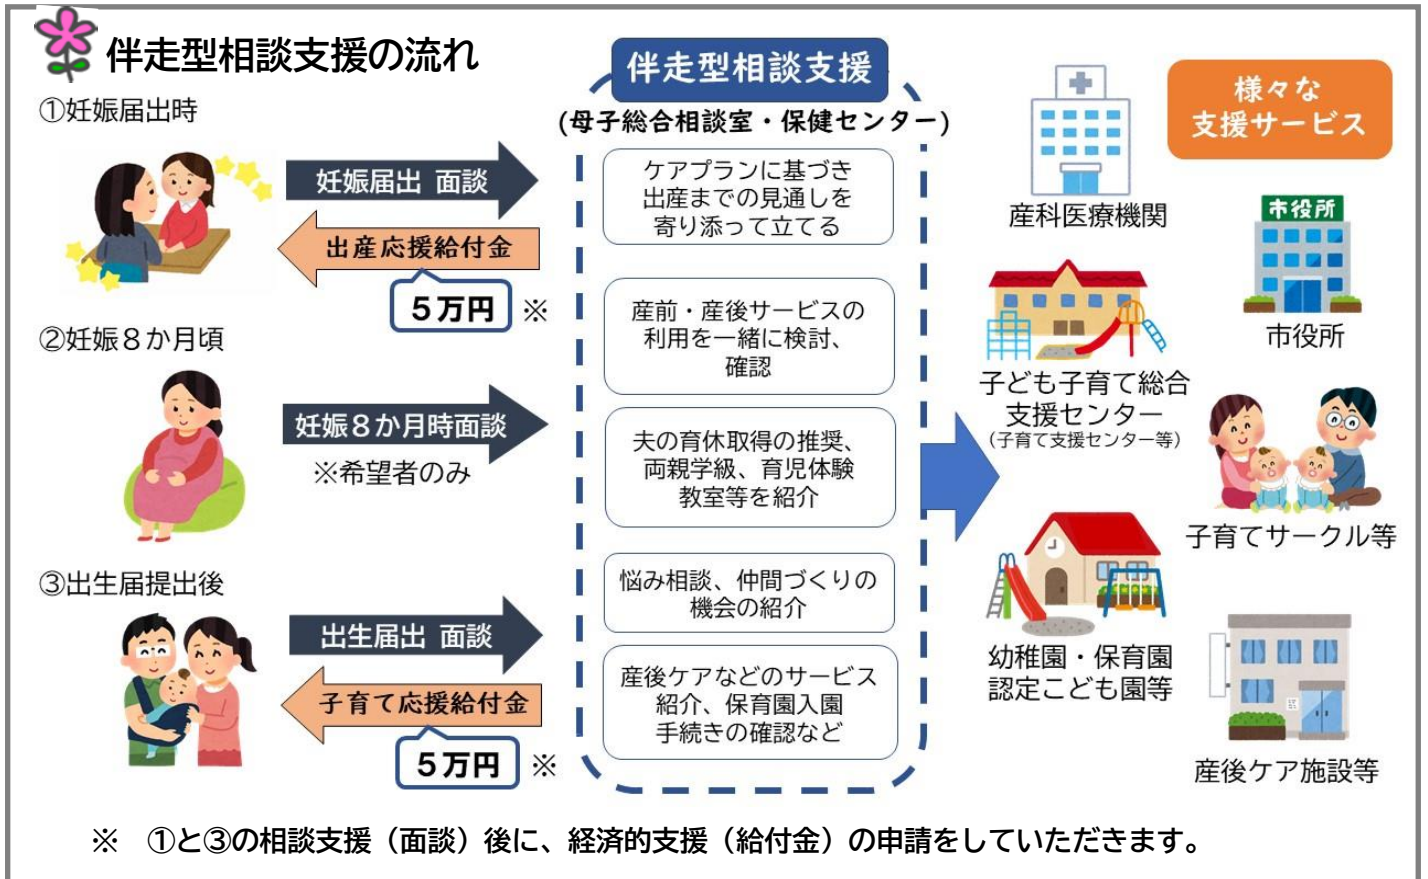 伴走型相談支援の流れ
①妊娠届出時
妊娠届出 面談
出産応援給付金
5万円 ※
②妊娠8か月頃
妊娠8か月時面談
※希望者のみ
③出生届提出後
出生届出 面談
子育て応援給付金
5万円 ※
伴走型相談支援
(母子総合相談室・保健センター)
ケアプランに基づき
出産までの見通しを
寄り添って立てる
産前・産後サービスの
利用を一緒に検討、
確認
夫の育休取得の推奨、
両親学級、育児体験
教室等を紹介
悩み相談、仲間づくりの
機会の紹介
産後ケアなどのサービス
紹介、保育園入園
手続きの確認など
様々な
支援サービス
産科医療機関
市役所
市役所
子ども子育て総合
支援センター
(子育て支援センター等)
子育てサークル等
幼稚園・保育園
認定こども園等
産後ケア施設等
※ ①と③の相談支援（面談）後に、経済的支援（給付金）の申請をしていただきます。